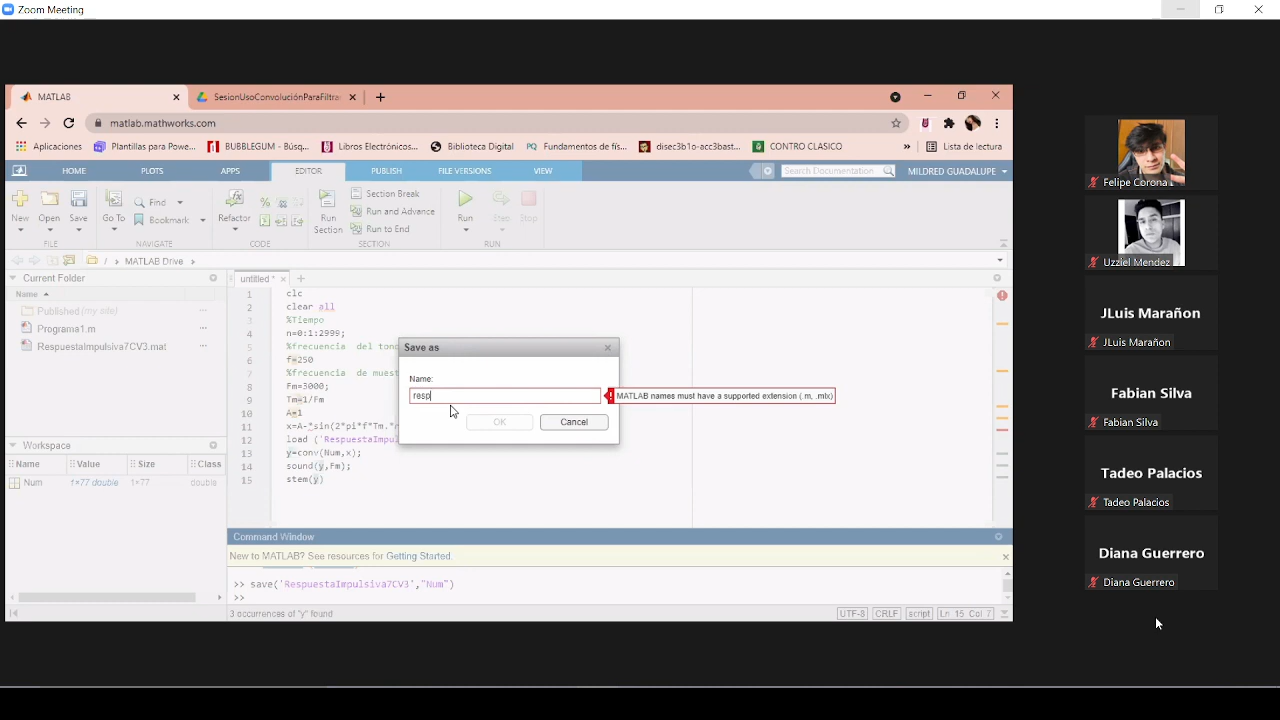 Zoom Meeting
MATLAB
SesionUsoConvoluciónParaFiltra
matlab.mathworks.com
Aplicaciones
Plantillas para Powe...
BUBBLEGUM - Búsq...
Libros Electrónicos...
Biblioteca Digital
PQ Fundamentos de fís...
disec3b1o-acc3bast...
CONTRO CLASICO
»
Lista de lectura
HOME
PLOTS
APPS
EDITOR
PUBLISH
FILE VERSIONS
VIEW
Search Documentation
MILDRED GUADALUPE
New
Open
Save
Go To
Find
Bookmark
Refactor
Run Section
Section Break
Run and Advance
Run to End
Run
Step
Stop
FILE
NAVIGATE
CODE
SECTION
RUN
/ > MATLAB Drive >
Current Folder
Name
Published (my site)
Programa1.m
RespuestaImpulsiva7CV3.mat
Workspace
Name Value Size Class
Num 1×77 double 1×77 double
untitled *
1 clc
2 clear all
3 %Tiempo
4 n=0:1:2999;
5 %frecuencia del tono
6 f=250
7 %frecuencia de muest
8 Fm=3000;
9 Tm=1/Fm
10 A=1
11 x=A-*sin(2*pi*f*Tm.*n
12 load ('RespuestaImpul
13 y=conv(Num,x);
14 sound(y,Fm);
15 stem(y)
Save as
Name:
resp
MATLAB names must have a supported extension (.m, .mlx)
OK
Cancel
Command Window
New to MATLAB? See resources for Getting Started.
>> save('RespuestaImpulsiva7CV3',"Num")
>>
3 occurrences of "y" found
UTF-8
CRLF
script
Ln 15 Col 7
Felipe Corona
Uzziel Mendez
JLuis Marañon
JLuis Marañon
Fabian Silva
Fabian Silva
Tadeo Palacios
Tadeo Palacios
Diana Guerrero
Diana Guerrero